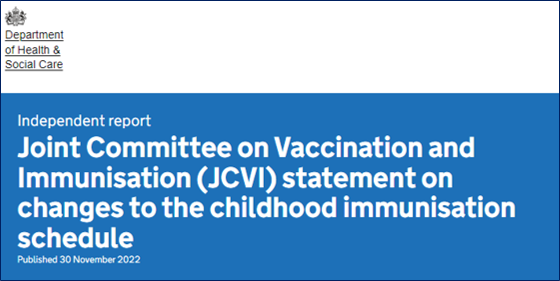 Department
of Health &
Social Care
Independent report
Joint Committee on Vaccination and
Immunisation (JCVI) statement on
changes to the childhood immunisation
schedule
Published 30 November 2022